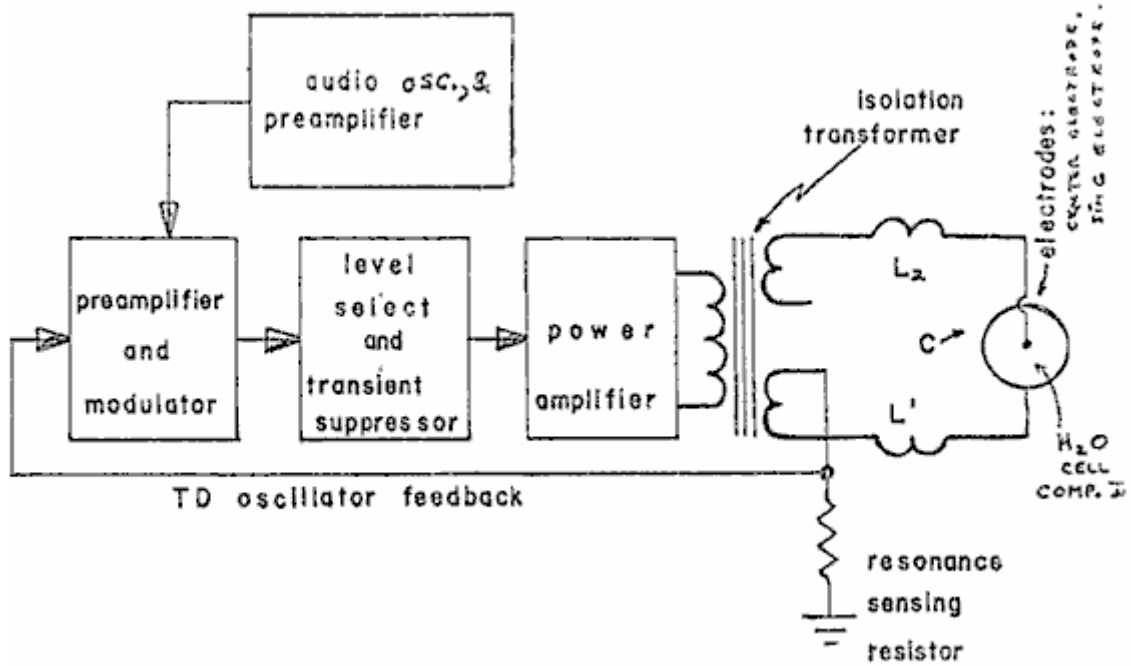 audio osc., &
preamplifier
isolation
transformer
electrodes:
CENTER ELECTRODE,
RING ELECTRODE.
preamplifier
and
modulator
level
select
and
transient
suppressor
power
amplifier
L2
C
L'
H2O
CELL
COMP.
TD oscillator feedback
resonance
sensing
resistor